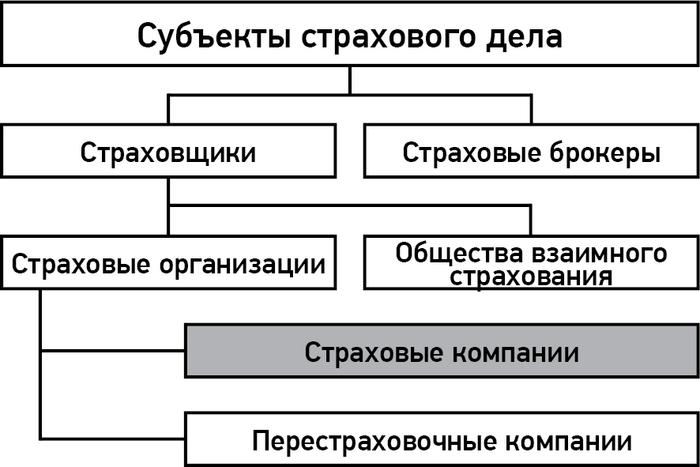 Субъекты страхового дела
Страховщики
Страховые брокеры
Страховые организации
Общества взаимного
страхования
Страховые компании
Перестраховочные компании